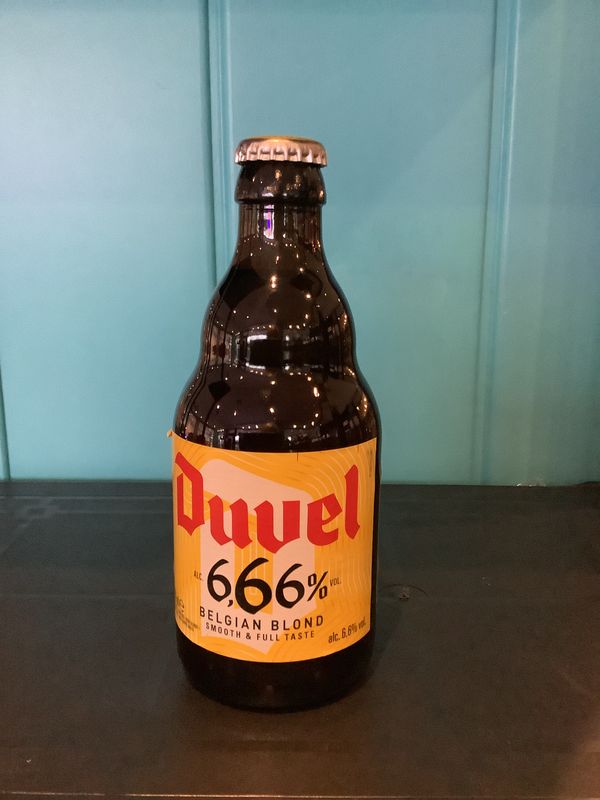 Duvel
ALC. 6,66% VOL.
BELGIAN BLOND
SMOOTH & FULL TASTE
alc. 6,6% vol.